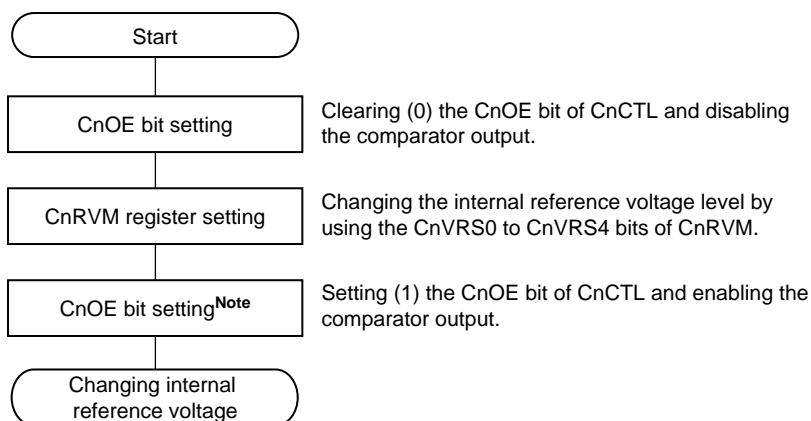 Start
CnOE bit setting
Clearing (0) the CnOE bit of CnCTL and disabling
the comparator output.
CnRVM register setting
Changing the internal reference voltage level by
using the CnVRS0 to CnVRS4 bits of CnRVM.
CnOE bit settingNote
Setting (1) the CnOE bit of CnCTL and enabling the
comparator output.
Changing internal
reference voltage